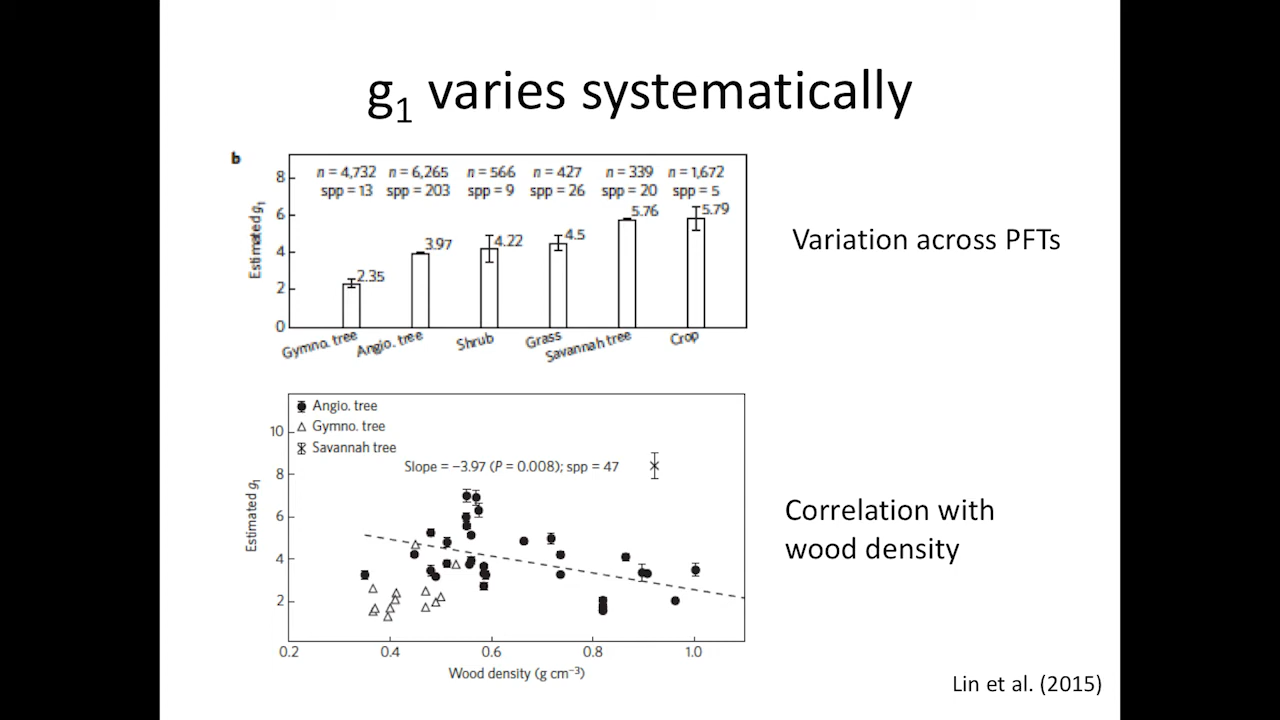 g1 varies systematically
b
n = 4,732 n = 6,265 n = 566 n = 427 n = 339 n = 1,672
spp = 13 spp = 203 spp = 9 spp = 26 spp = 20 spp = 5
8
6
4
2
0
Estimated g1
2.35
3.97
4.22
4.5
5.76
5.79
Gymno. tree
Angio. tree
Shrub
Grass
Savannah tree
Crop
Variation across PFTs
Angio. tree
Gymno. tree
Savannah tree
Slope = −3.97 (P = 0.008); spp = 47
10
8
6
4
2
Estimated g1
0.2 0.4 0.6 0.8 1.0
Wood density (g cm⁻³)
Correlation with
wood density
Lin et al. (2015)